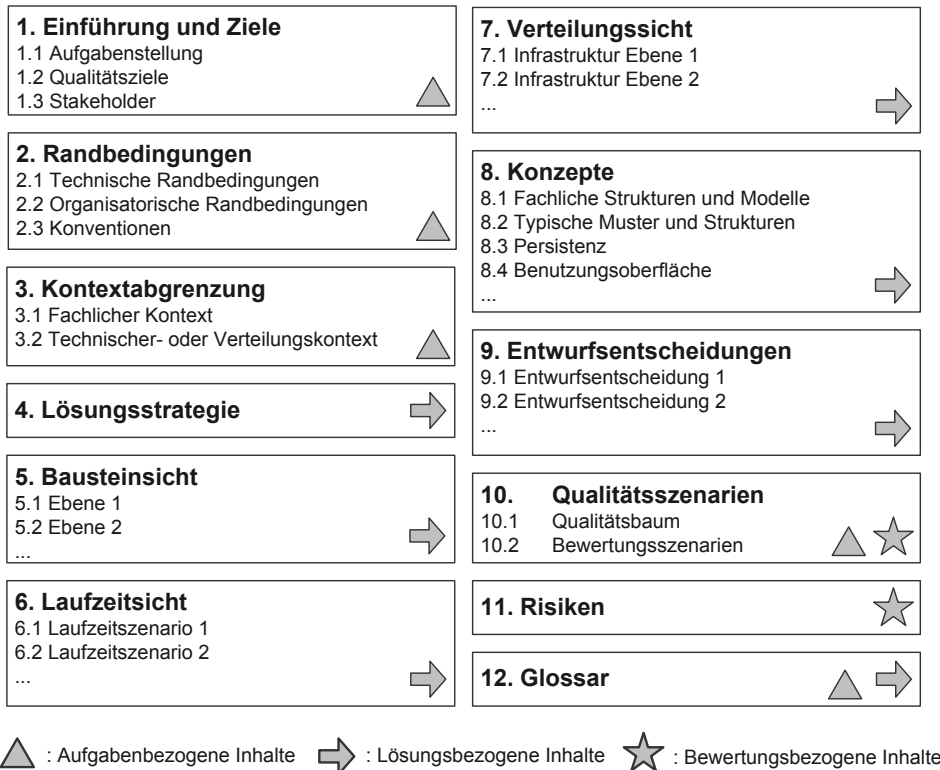 1. Einführung und Ziele
1.1 Aufgabenstellung
1.2 Qualitätsziele
1.3 Stakeholder
2. Randbedingungen
2.1 Technische Randbedingungen
2.2 Organisatorische Randbedingungen
2.3 Konventionen
3. Kontextabgrenzung
3.1 Fachlicher Kontext
3.2 Technischer- oder Verteilungskontext
4. Lösungsstrategie
5. Bausteinsicht
5.1 Ebene 1
5.2 Ebene 2
...
6. Laufzeitsicht
6.1 Laufzeitszenario 1
6.2 Laufzeitszenario 2
...
7. Verteilungssicht
7.1 Infrastruktur Ebene 1
7.2 Infrastruktur Ebene 2
...
8. Konzepte
8.1 Fachliche Strukturen und Modelle
8.2 Typische Muster und Strukturen
8.3 Persistenz
8.4 Benutzungsoberfläche
...
9. Entwurfsentscheidungen
9.1 Entwurfsentscheidung 1
9.2 Entwurfsentscheidung 2
...
10. Qualitätsszenarien
10.1 Qualitätsbaum
10.2 Bewertungsszenarien
11. Risiken
12. Glossar
: Aufgabenbezogene Inhalte : Lösungsbezogene Inhalte : Bewertungsbezogene Inhalte